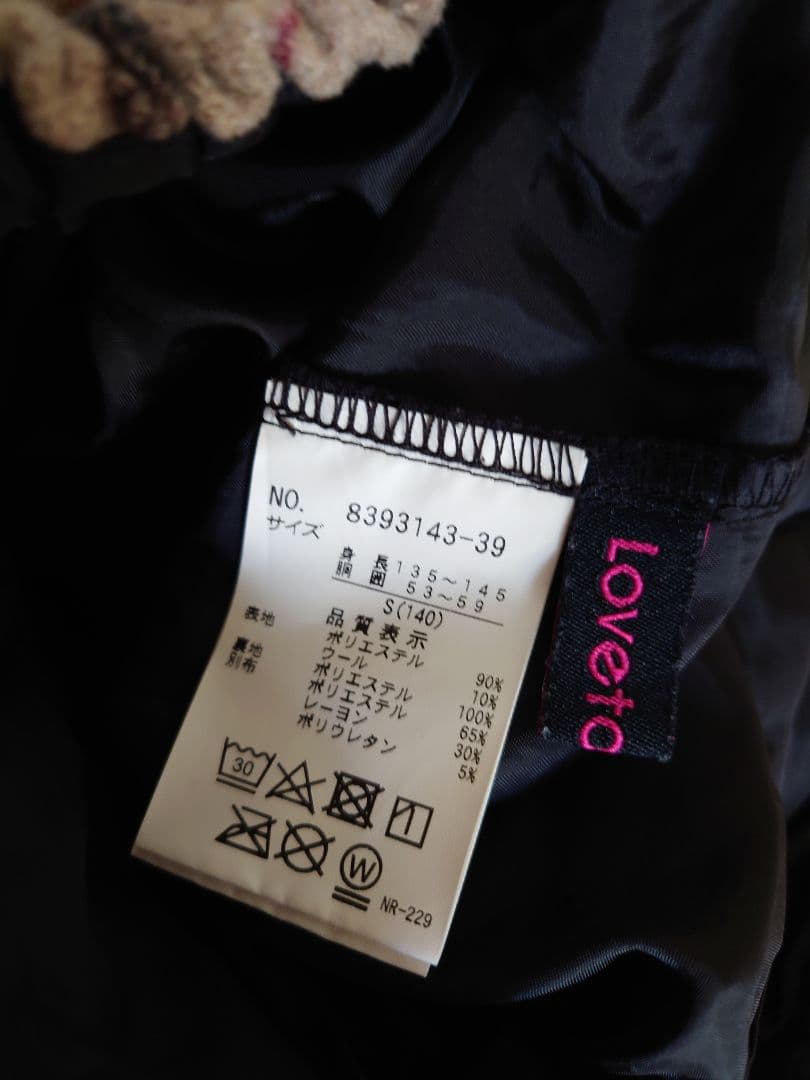 NO. 8393143-39
サイズ
身長 135～145
胴囲 53～59
S(140)
品質表示
表地 ポリエステル 90%
ウール 10%
裏地 ポリエステル 100%
別布 ポリエステル 65%
レーヨン 30%
ポリウレタン 5%
30
W
NR-229
Loveto